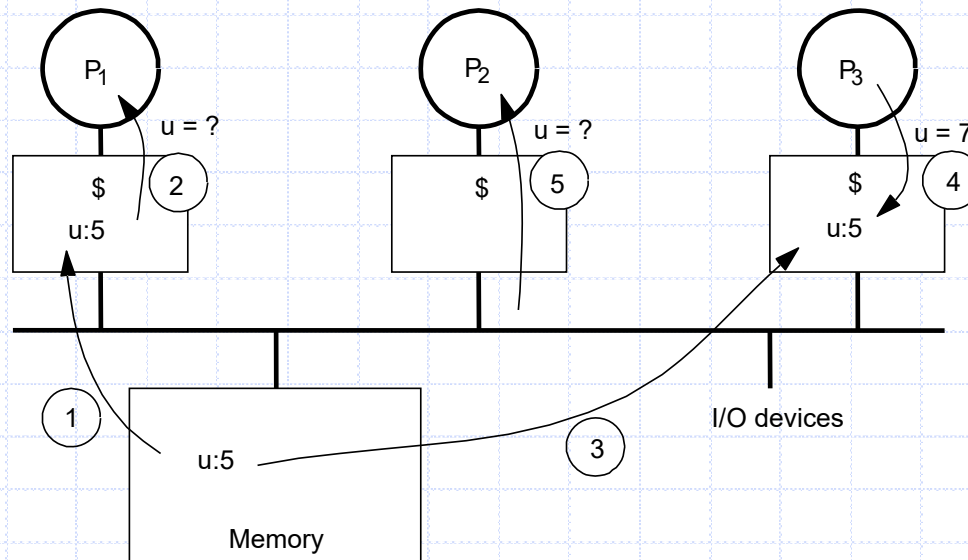 P1
P2
P3
u = ?
u = ?
u = 7
$
2
$
5
$
4
u:5
u:5
1
I/O devices
3
u:5
Memory